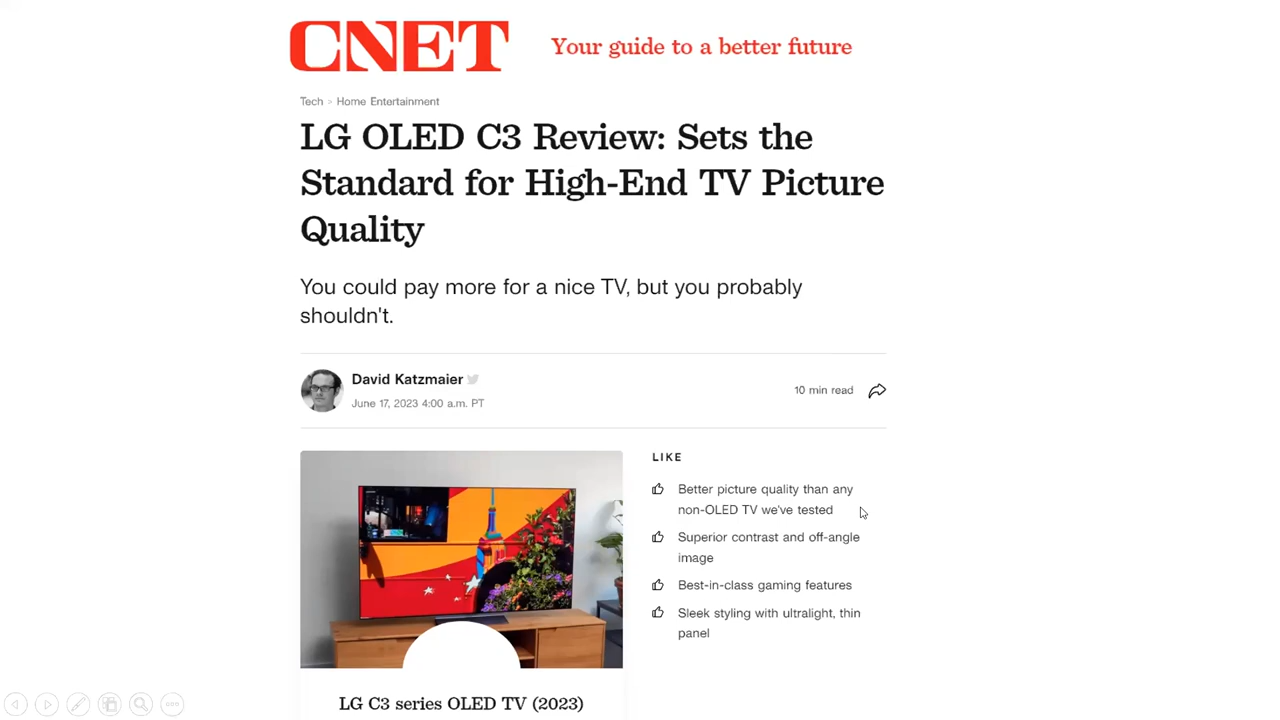 CNET
Your guide to a better future
Tech > Home Entertainment
LG OLED C3 Review: Sets the
Standard for High-End TV Picture
Quality
You could pay more for a nice TV, but you probably
shouldn't.
David Katzmaier
June 17, 2023 4:00 a.m. PT
10 min read
LIKE
Better picture quality than any
non-OLED TV we've tested
Superior contrast and off-angle
image
Best-in-class gaming features
Sleek styling with ultralight, thin
panel
LG C3 series OLED TV (2023)